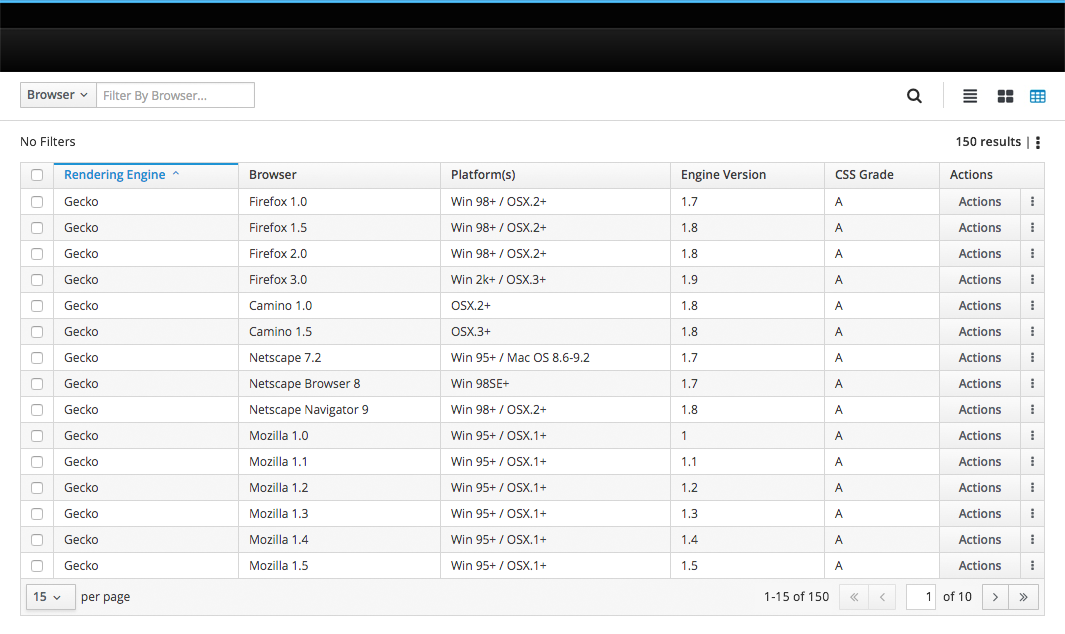 Browser Filter By Browser...
No Filters 150 results |
Rendering Engine Browser Platform(s) Engine Version CSS Grade Actions
Gecko Firefox 1.0 Win 98+ / OSX.2+ 1.7 A Actions
Gecko Firefox 1.5 Win 98+ / OSX.2+ 1.8 A Actions
Gecko Firefox 2.0 Win 98+ / OSX.2+ 1.8 A Actions
Gecko Firefox 3.0 Win 2k+ / OSX.3+ 1.9 A Actions
Gecko Camino 1.0 OSX.2+ 1.8 A Actions
Gecko Camino 1.5 OSX.3+ 1.8 A Actions
Gecko Netscape 7.2 Win 95+ / Mac OS 8.6-9.2 1.7 A Actions
Gecko Netscape Browser 8 Win 98SE+ 1.7 A Actions
Gecko Netscape Navigator 9 Win 98+ / OSX.2+ 1.8 A Actions
Gecko Mozilla 1.0 Win 95+ / OSX.1+ 1 A Actions
Gecko Mozilla 1.1 Win 95+ / OSX.1+ 1.1 A Actions
Gecko Mozilla 1.2 Win 95+ / OSX.1+ 1.2 A Actions
Gecko Mozilla 1.3 Win 95+ / OSX.1+ 1.3 A Actions
Gecko Mozilla 1.4 Win 95+ / OSX.1+ 1.4 A Actions
Gecko Mozilla 1.5 Win 95+ / OSX.1+ 1.5 A Actions
15 per page 1-15 of 150 « < 1 of 10 > »